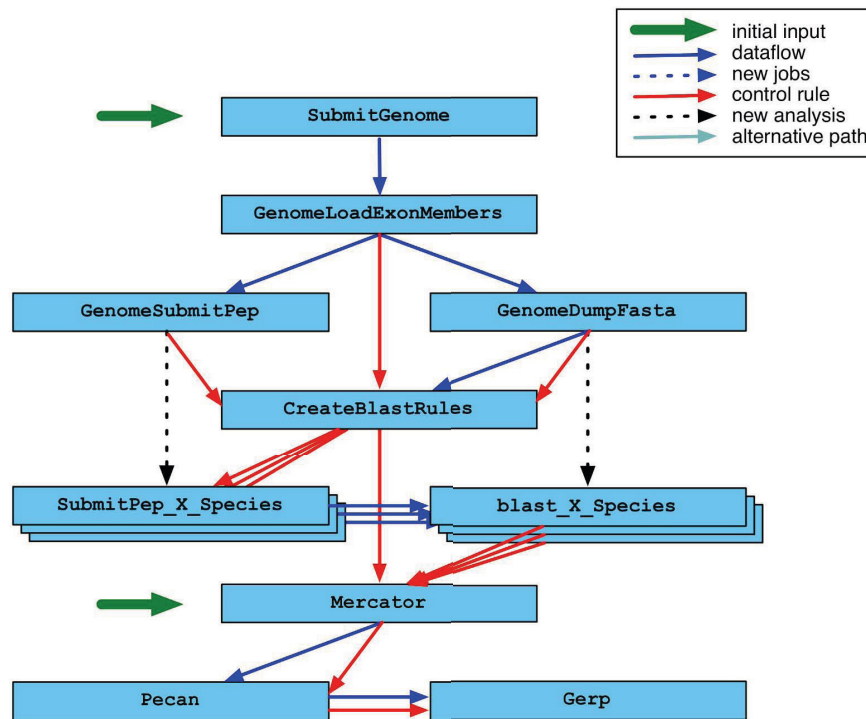 initial input
dataflow
new jobs
control rule
new analysis
alternative path
SubmitGenome
GenomeLoadExonMembers
GenomeSubmitPep
GenomeDumpFasta
CreateBlastRules
SubmitPep_X_Species
blast_X_Species
Mercator
Pecan
Gerp